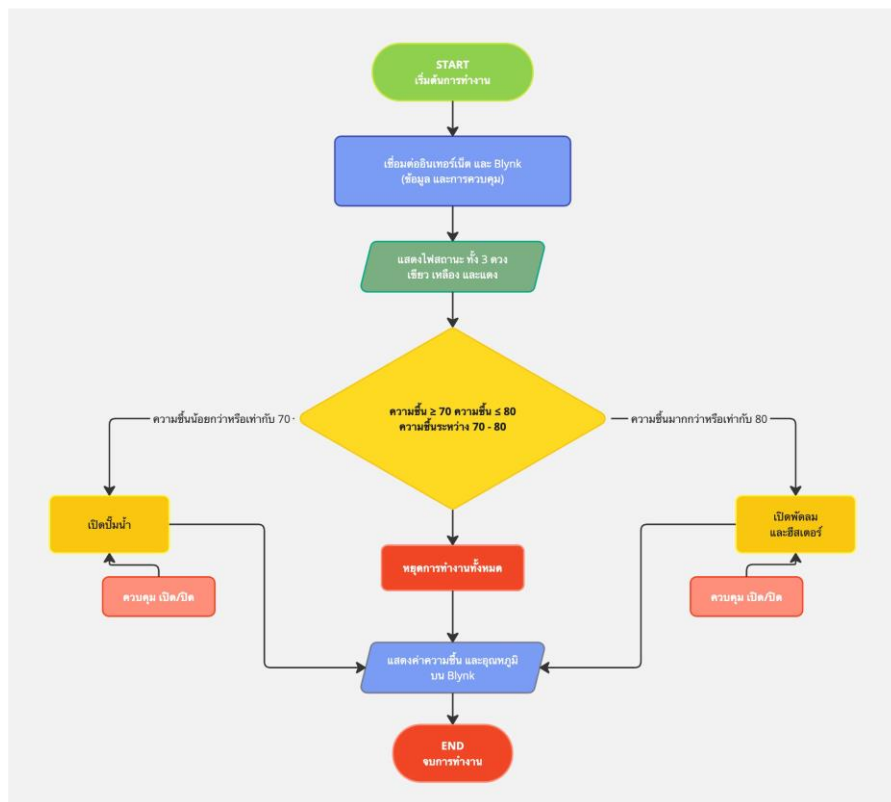 START
เริ่มต้นการทำงาน
เชื่อมต่ออินเทอร์เน็ต และ Blynk
(ข้อมูล และการควบคุม)
แสดงไฟสถานะ ทั้ง 3 ดวง
เขียว เหลือง และแดง
ความชื้น ≥ 70 ความชื้น ≤ 80
ความชื้นระหว่าง 70 - 80
ความชื้นน้อยกว่าหรือเท่ากับ 70
ความชื้นมากกว่าหรือเท่ากับ 80
เปิดปั๊มน้ำ
เปิดพัดลม
และฮีสเตอร์
หยุดการทำงานทั้งหมด
ควบคุม เปิด/ปิด
ควบคุม เปิด/ปิด
แสดงค่าความชื้น และอุณหภูมิ
บน Blynk
END
จบการทำงาน